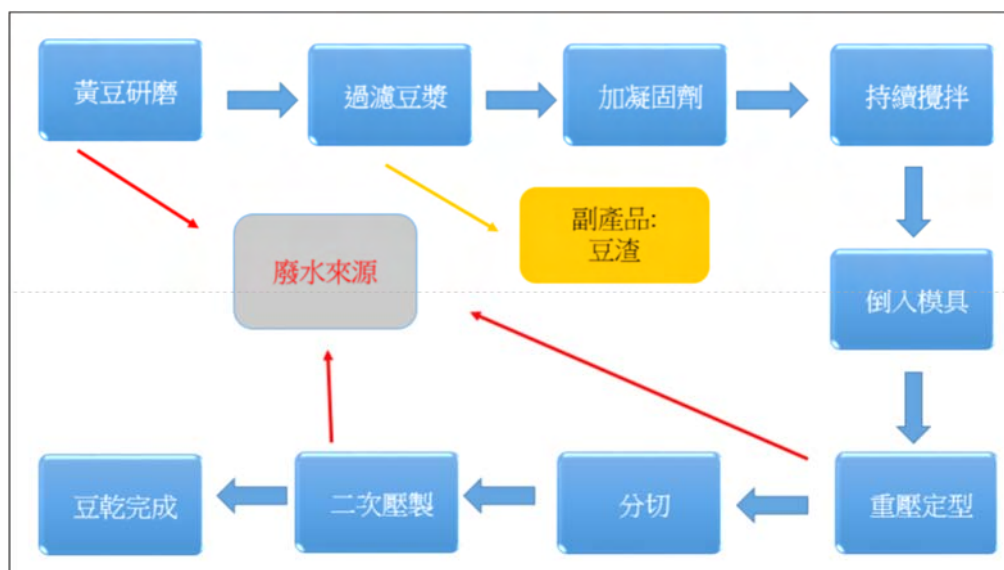 黃豆研磨
過濾豆漿
加凝固劑
持續攪拌
副產品:
豆渣
廢水來源
倒入模具
重壓定型
分切
二次壓製
豆乾完成